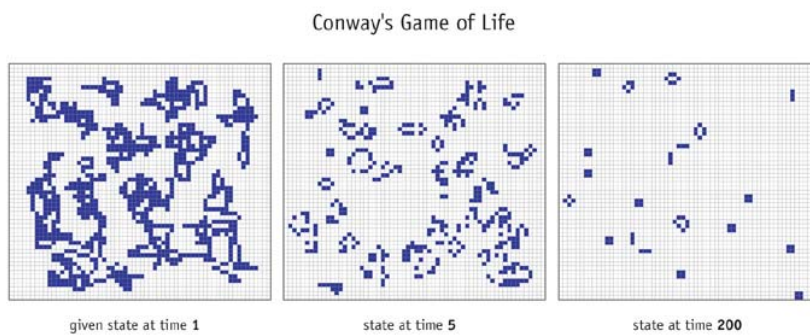 Conway's Game of Life
given state at time 1
state at time 5
state at time 200